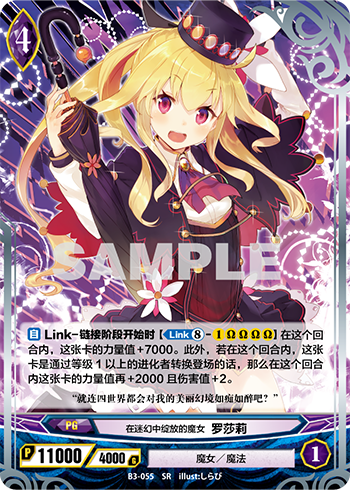 4
SAMPLE
自 Link-链接阶段开始时【Link 8 - 1ΩΩΩΩ】在这个回
合内，这张卡的力量值+7000。此外，若在这个回合内，这张
卡是通过等级1以上的进化者转换登场的话，那么在这个回合
内这张卡的力量值再+2000且伤害值+2。
“就连四世界都会对我的美丽幻境如痴如醉吧？”
PG 在迷幻中绽放的魔女 罗莎莉
P 11000 / 4000 G 魔女／魔法 1
B3-055 SR illust:しらび